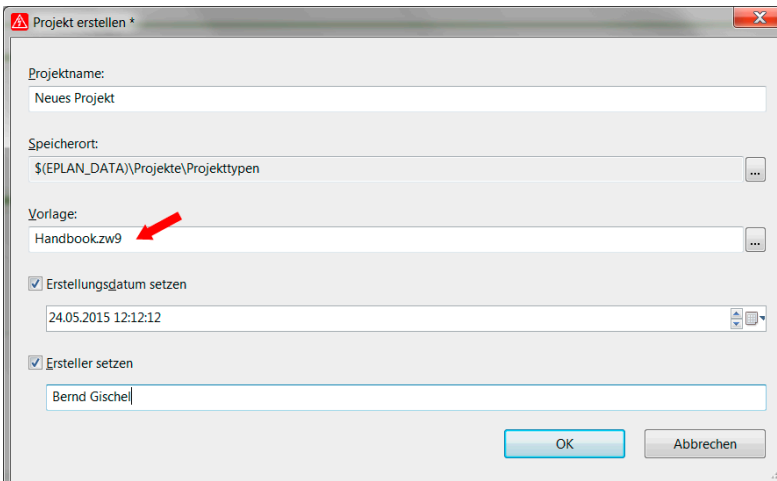 Projekt erstellen *
Projektname:
Neues Projekt
Speicherort:
$(EPLAN_DATA)\Projekte\Projekttypen
...
Vorlage:
Handbook.zw9
...
Erstellungsdatum setzen
24.05.2015 12:12:12
Ersteller setzen
Bernd Gischel
OK Abbrechen